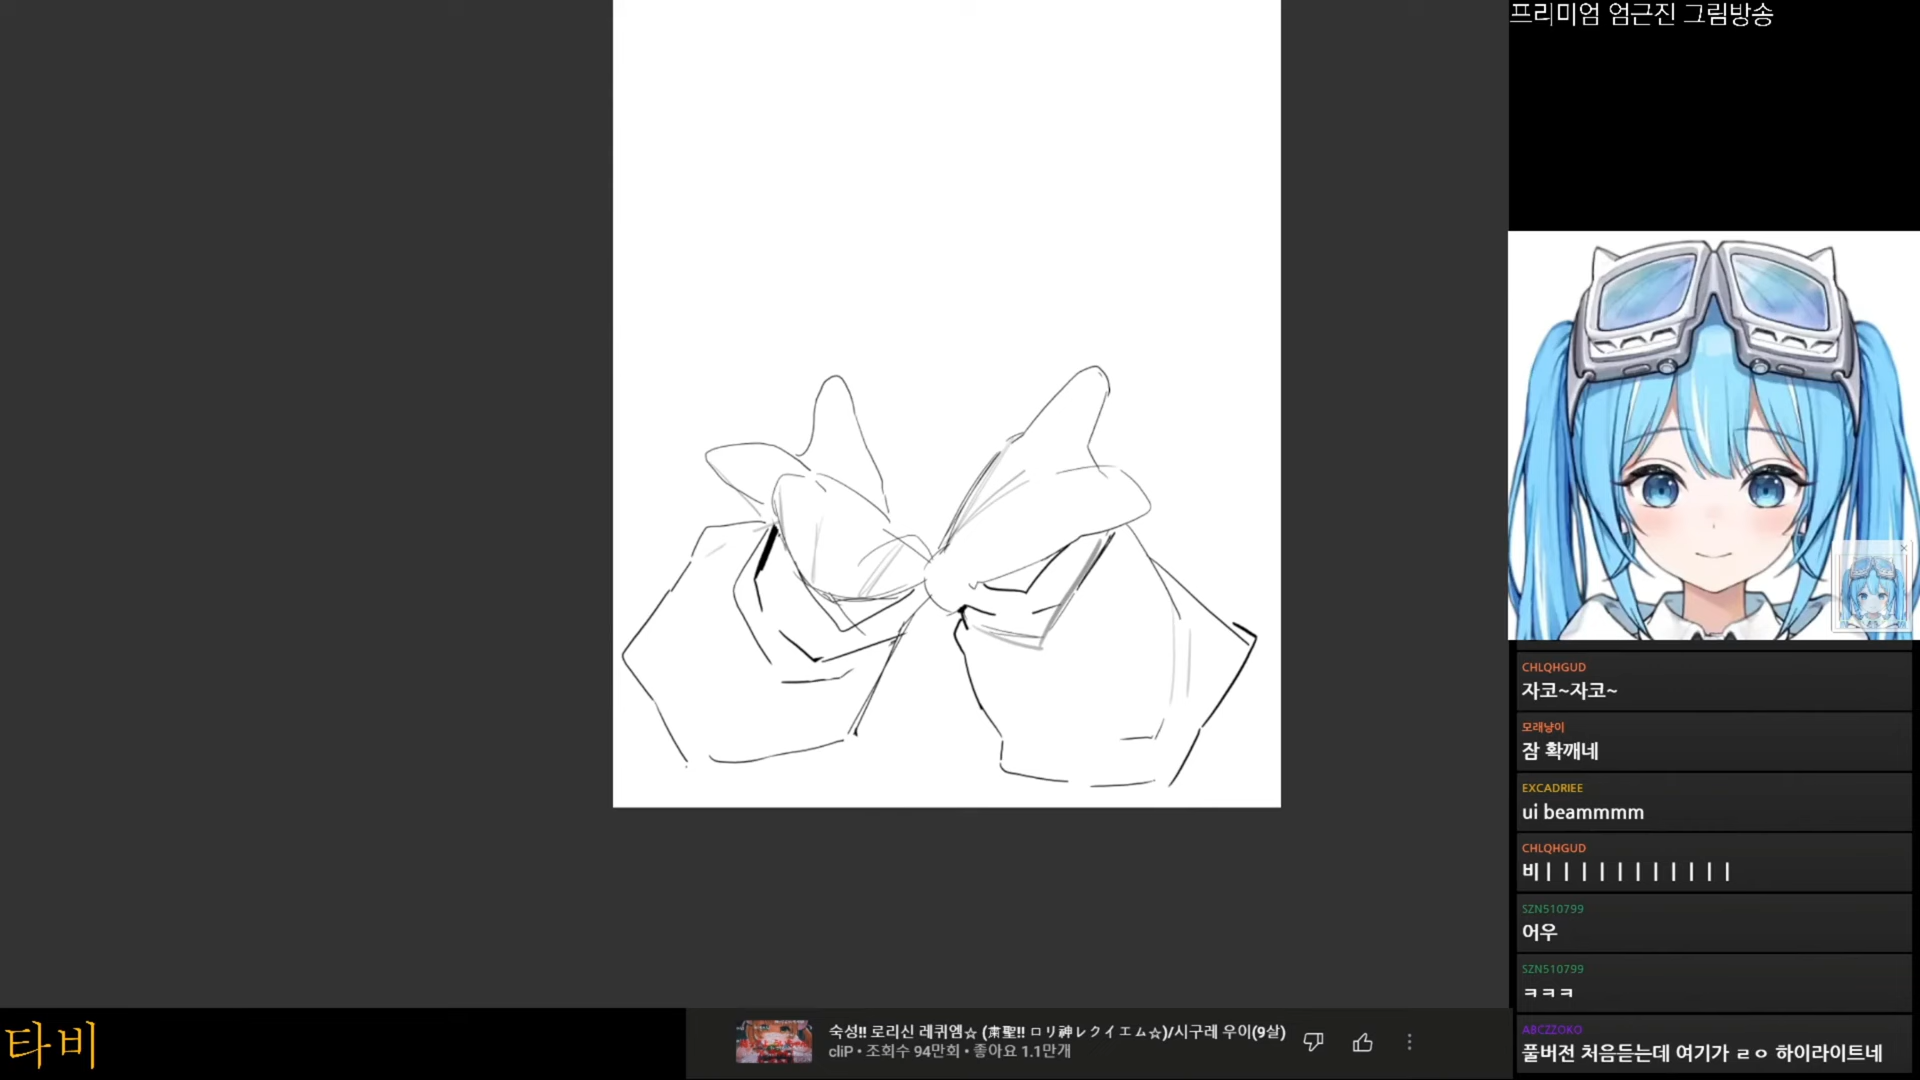 프리미엄 엄근진 그림방송
CHLQHGUD
자코~자코~
모래냥이
잠 확깨네
EXCADRIEE
ui beammmm
CHLQHGUD
비ㅣㅣㅣㅣㅣㅣㅣㅣㅣㅣㅣ
SZN510799
어우
SZN510799
ㅋㅋㅋ
ABCZZOKO
풀버전 처음듣는데 여기가 ㄹㅇ 하이라이트네
타비
숙성!! 로리신 레퀴엠☆ (粛聖!! ロリ神レクイエム☆)/시구레 우이(9살)
cliP • 조회수 94만회 • 좋아요 1.1만개